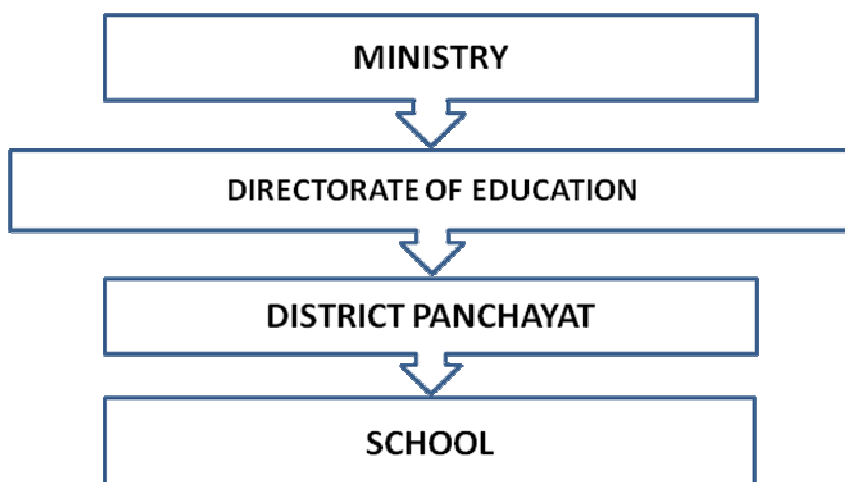 MINISTRY
DIRECTORATE OF EDUCATION
DISTRICT PANCHAYAT
SCHOOL